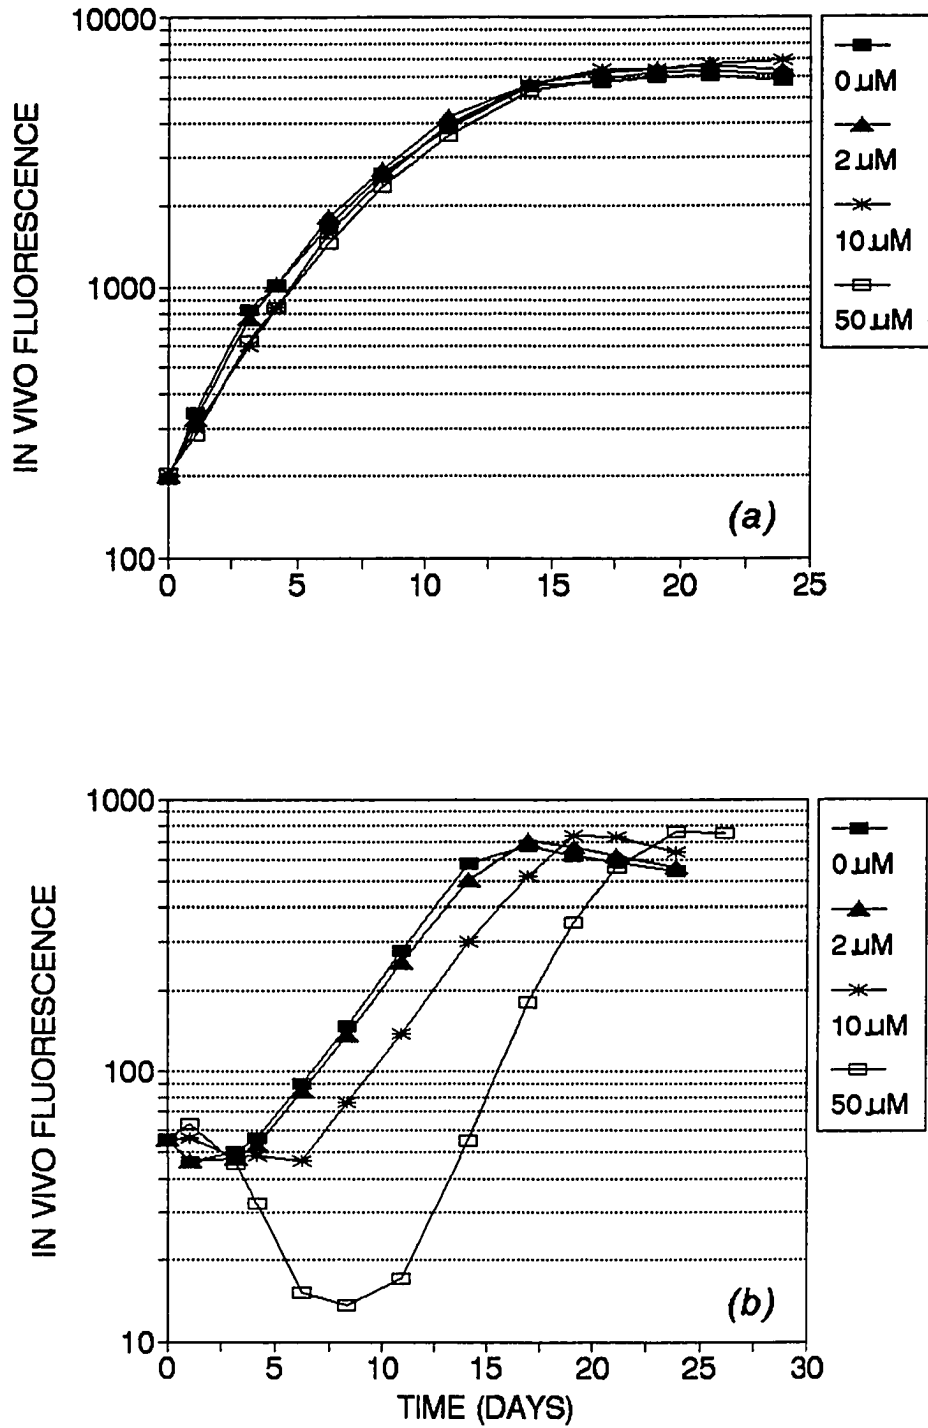 10000
1000
100
IN VIVO FLUORESCENCE
0 5 10 15 20 25
(a)
0 µM
2 µM
10 µM
50 µM
1000
100
10
IN VIVO FLUORESCENCE
0 5 10 15 20 25 30
TIME (DAYS)
(b)
0 µM
2 µM
10 µM
50 µM